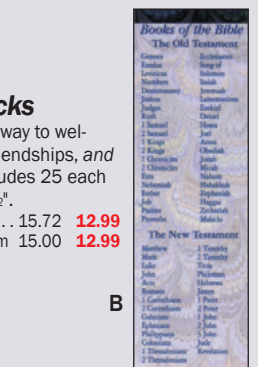 cks
way to wel-
endships, and
udes 25 each
2".
. . 15.72 12.99
m 15.00 12.99
B
Books of the Bible
The Old Testament
Genesis Ecclesiastes
Exodus Song of
Leviticus Solomon
Numbers Isaiah
Deuteronomy Jeremiah
Joshua Lamentations
Judges Ezekiel
Ruth Daniel
1 Samuel Hosea
2 Samuel Joel
1 Kings Amos
2 Kings Obadiah
1 Chronicles Jonah
2 Chronicles Micah
Ezra Nahum
Nehemiah Habakkuk
Esther Zephaniah
Job Haggai
Psalms Zechariah
Proverbs Malachi
The New Testament
Matthew 1 Timothy
Mark 2 Timothy
Luke Titus
John Philemon
Acts Hebrews
Romans James
1 Corinthians 1 Peter
2 Corinthians 2 Peter
Galatians 1 John
Ephesians 2 John
Philippians 3 John
Colossians Jude
1 Thessalonians Revelation
2 Thessalonians